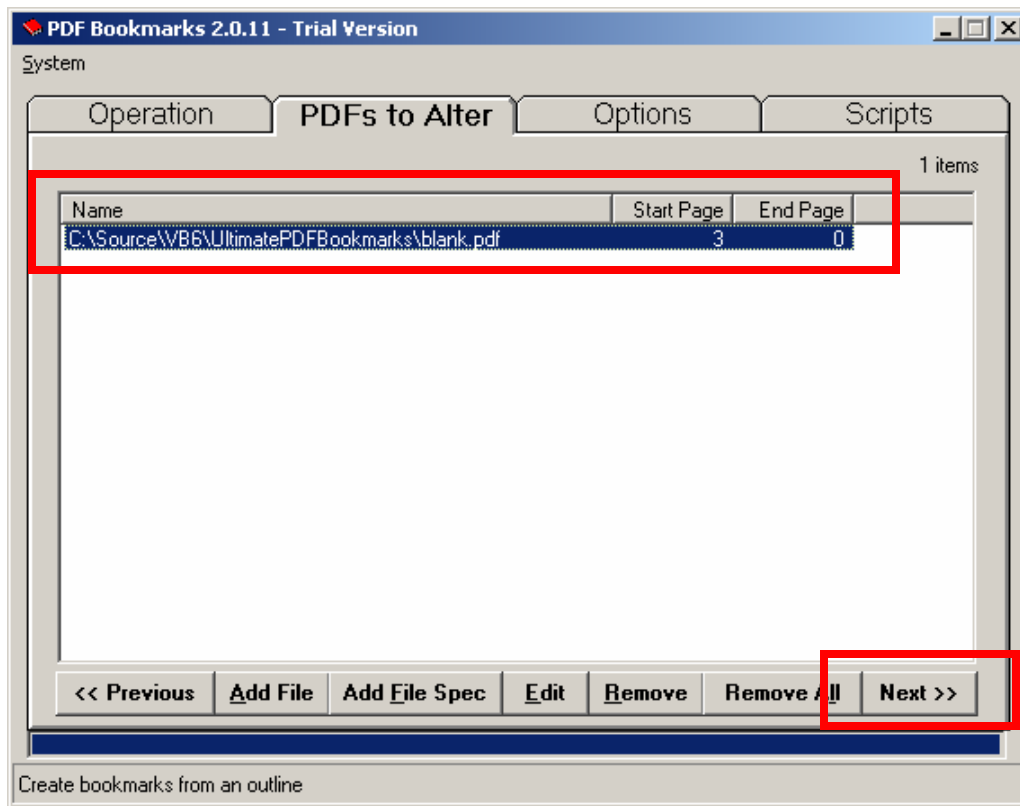 PDF Bookmarks 2.0.11 - Trial Version
System
Operation PDFs to Alter Options Scripts
1 items
Name Start Page End Page
C:\Source\VB6\UltimatePDFBookmarks\blank.pdf 3 0
<< Previous Add File Add File Spec Edit Remove Remove All Next >>
Create bookmarks from an outline